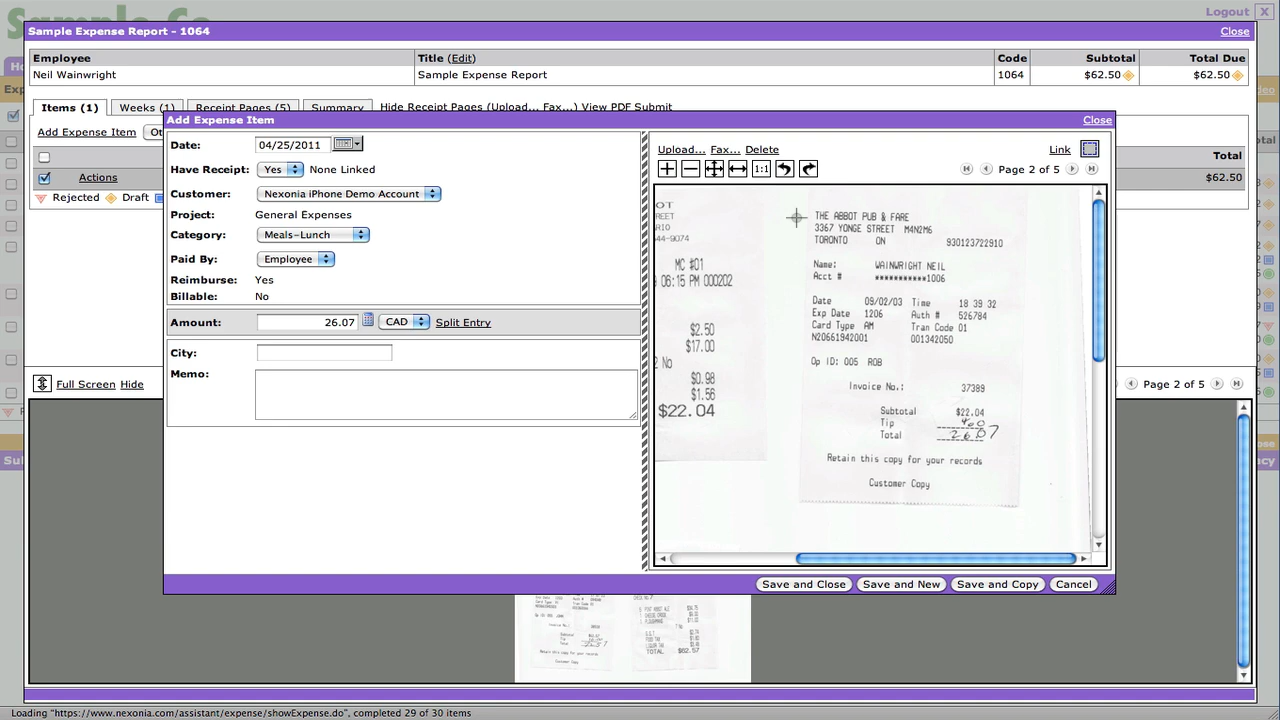 Sample Co
Logout X
Sample Expense Report - 1064
Close
Employee Title (Edit) Code Subtotal Total Due
Neil Wainwright Sample Expense Report 1064 $62.50 $62.50
Items (1) Weeks (1) Receipt Pages (5) Summary Hide Receipt Pages (Upload... Fax...) View PDF Submit
Add Expense Item
Close
Add Expense Item
Total
Actions
$62.50
Rejected Draft
Date: 04/25/2011
Have Receipt: Yes None Linked
Customer: Nexonia iPhone Demo Account
Project: General Expenses
Category: Meals-Lunch
Paid By: Employee
Reimburse: Yes
Billable: No
Amount: 26.07 CAD Split Entry
City:
Memo:
Upload... Fax... Delete
Link
1:1
Page 2 of 5
MC #01
06:15 PM 000202
$2.50
$17.00
No
$0.98
$1.56
$22.04
THE ABBOT PUB & FARE
3367 YONGE STREET M4N2M6
TORONTO ON 930123722910
Name: WAINWRIGHT NEIL
Acct # ***********1006
Date 09/02/03 Time 18 39 32
Exp Date 1206 Auth # 526784
Card Type AM Tran Code 01
N20661942001 001342050
Op ID: 005 ROB
Invoice No.: 37389
Subtotal $22.04
Tip
Total 26.07
Retain this copy for your records
Customer Copy
Full Screen Hide
Page 2 of 5
Save and Close Save and New Save and Copy Cancel
TOTAL
Loading "https://www.nexonia.com/assistant/expense/showExpense.do", completed 29 of 30 items